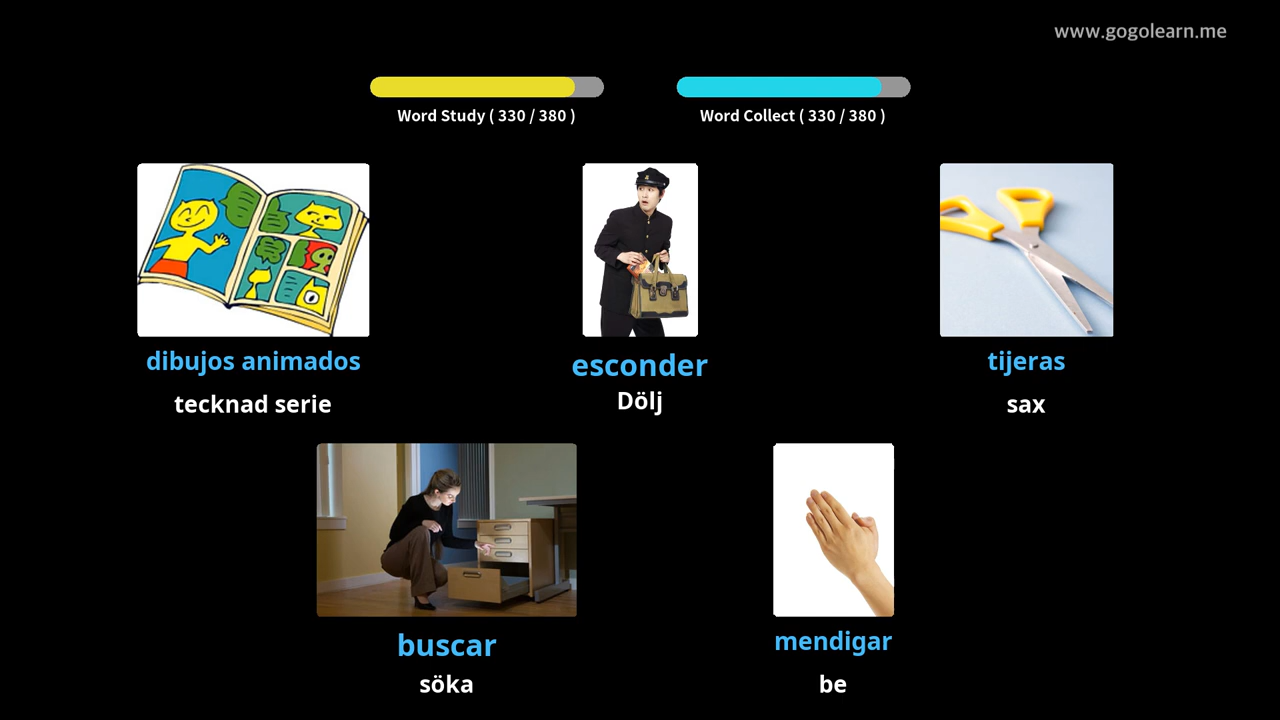 www.gogolearn.me
Word Study ( 330 / 380 )
Word Collect ( 330 / 380 )
dibujos animados
tecknad serie
esconder
Dölj
tijeras
sax
buscar
söka
mendigar
be